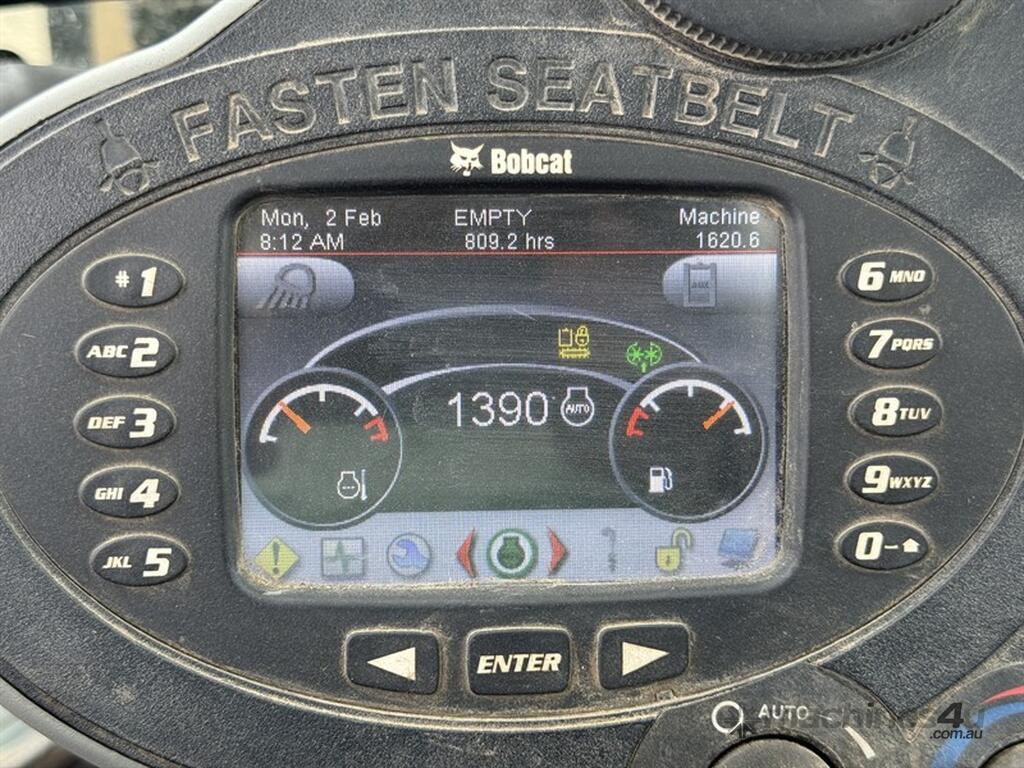 FASTEN SEATBELT
Bobcat
Mon, 2 Feb EMPTY Machine
8:12 AM 809.2 hrs 1620.6
AUX
1390 AUTO
#1
ABC 2
DEF 3
GHI 4
JKL 5
6 MNO
7 PQRS
8 TUV
9 WXYZ
0-
ENTER
AUTO
machines4u
.com.au